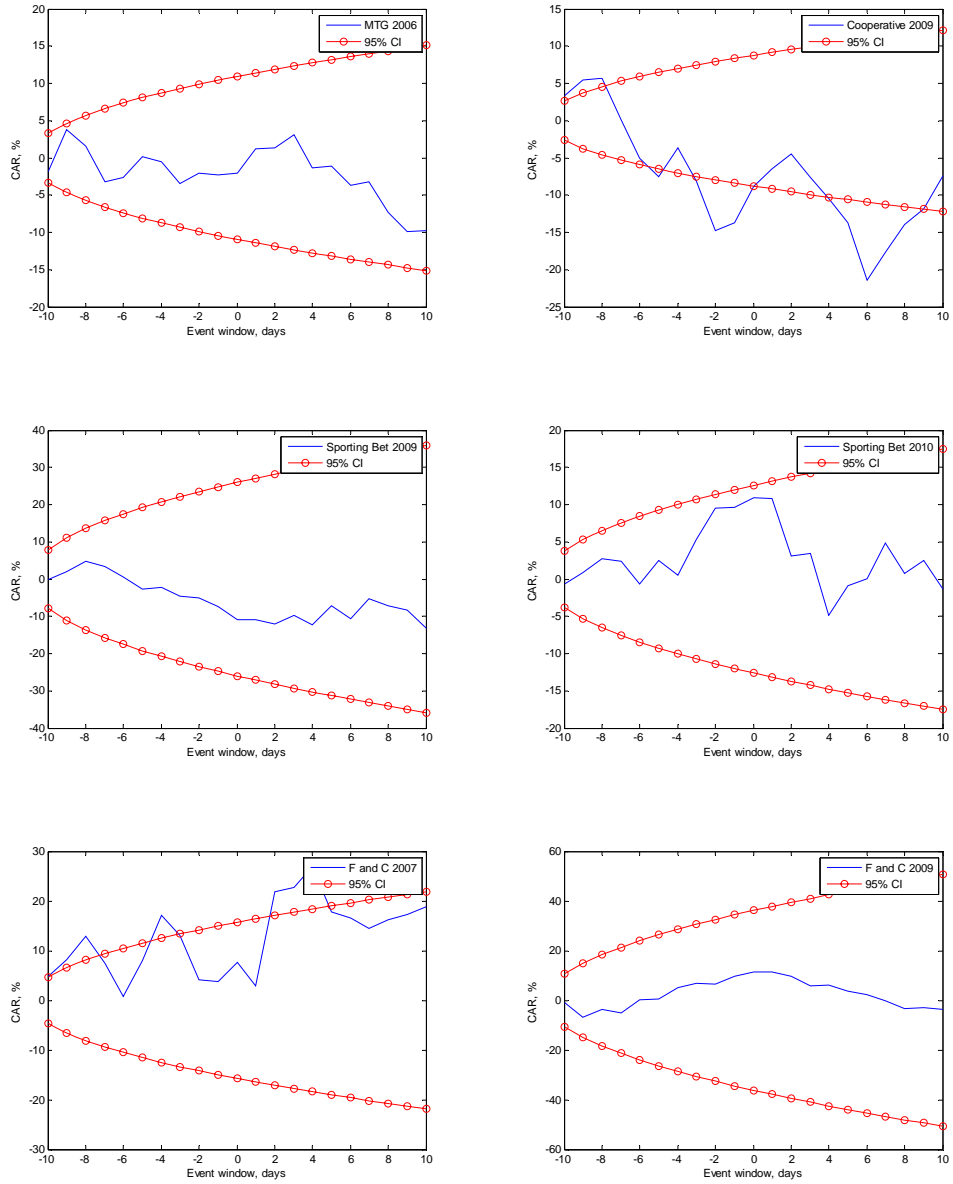 20
15
10
5
0
-5
-10
-15
-20
CAR, %
-10 -8 -6 -4 -2 0 2 4 6 8 10
Event window, days
MTG 2006
95% CI
15
10
5
0
-5
-10
-15
-20
-25
CAR, %
-10 -8 -6 -4 -2 0 2 4 6 8 10
Event window, days
Cooperative 2009
95% CI
40
30
20
10
0
-10
-20
-30
-40
CAR, %
-10 -8 -6 -4 -2 0 2 4 6 8 10
Event window, days
Sporting Bet 2009
95% CI
20
15
10
5
0
-5
-10
-15
-20
CAR, %
-10 -8 -6 -4 -2 0 2 4 6 8 10
Event window, days
Sporting Bet 2010
95% CI
30
20
10
0
-10
-20
-30
CAR, %
-10 -8 -6 -4 -2 0 2 4 6 8 10
Event window, days
F and C 2007
95% CI
60
40
20
0
-20
-40
-60
CAR, %
-10 -8 -6 -4 -2 0 2 4 6 8 10
Event window, days
F and C 2009
95% CI